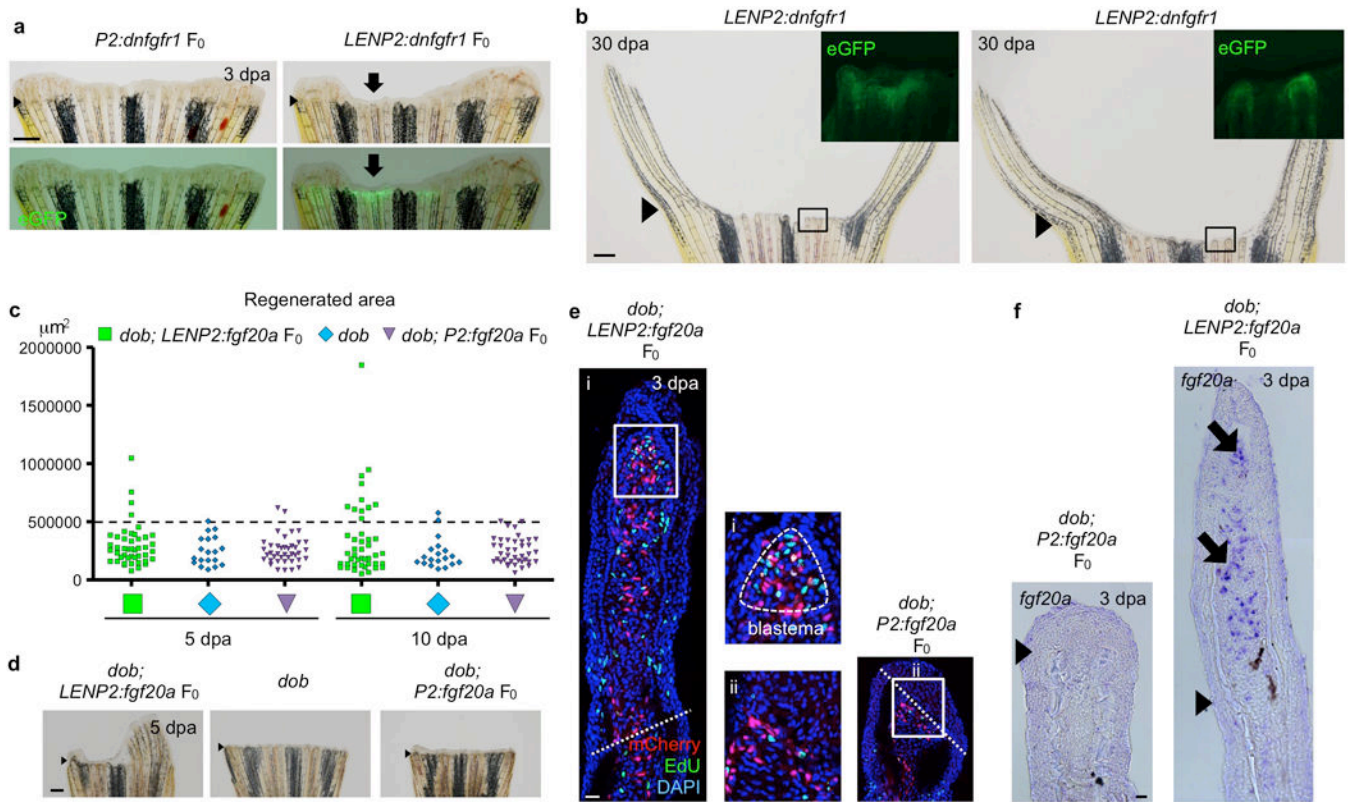 a
P2:dnfgfr1 F0
LENP2:dnfgfr1 F0
3 dpa
eGFP
b
LENP2:dnfgfr1
LENP2:dnfgfr1
30 dpa
eGFP
30 dpa
eGFP
c
Regenerated area
μm2
dob; LENP2:fgf20a F0
dob
dob; P2:fgf20a F0
2000000
1500000
1000000
500000
0
5 dpa
10 dpa
d
dob;
LENP2:fgf20a F0
dob
dob;
P2:fgf20a F0
5 dpa
e
dob;
LENP2:fgf20a
F0
i
3 dpa
mCherry
EdU
DAPI
i
blastema
ii
dob;
P2:fgf20a
F0
ii
f
dob;
P2:fgf20a
F0
fgf20a
3 dpa
dob;
LENP2:fgf20a
F0
fgf20a
3 dpa